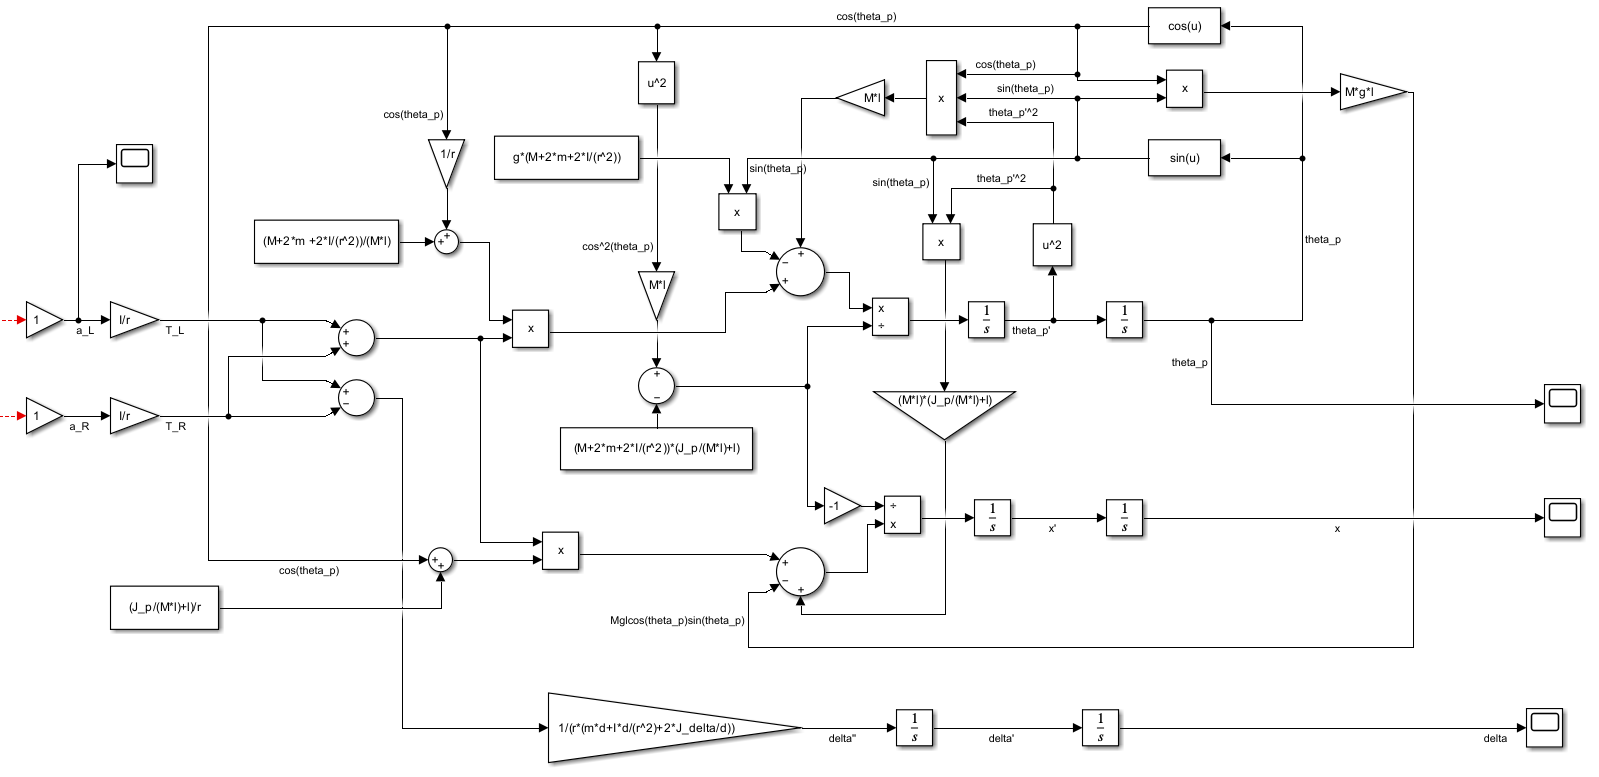 cos(theta_p)
cos(u)
u^2
cos(theta_p)
M*l
x
sin(theta_p)
x
M*g*l
cos(theta_p)
theta_p'^2
1/r
g*(M+2*m+2*I/(r^2))
sin(theta_p)
sin(u)
sin(theta_p)
theta_p'^2
x
(M+2*m +2*I/(r^2))/(M*l)
+
+
cos^2(theta_p)
+
−
+
x
u^2
theta_p
M*l
1
a_L
I/r
T_L
+
+
x
x
÷
1
s
theta_p'
1
s
theta_p
+
−
+
−
1
a_R
I/r
T_R
(M*l)*(J_p/(M*l)+l)
(M+2*m+2*I/(r^2))*(J_p/(M*l)+l)
-1
÷
x
1
s
x'
1
s
x
cos(theta_p)
+
+
x
+
−
+
(J_p/(M*l)+l)/r
Mglcos(theta_p)sin(theta_p)
1/(r*(m*d+I*d/(r^2)+2*J_delta/d))
delta''
1
s
delta'
1
s
delta